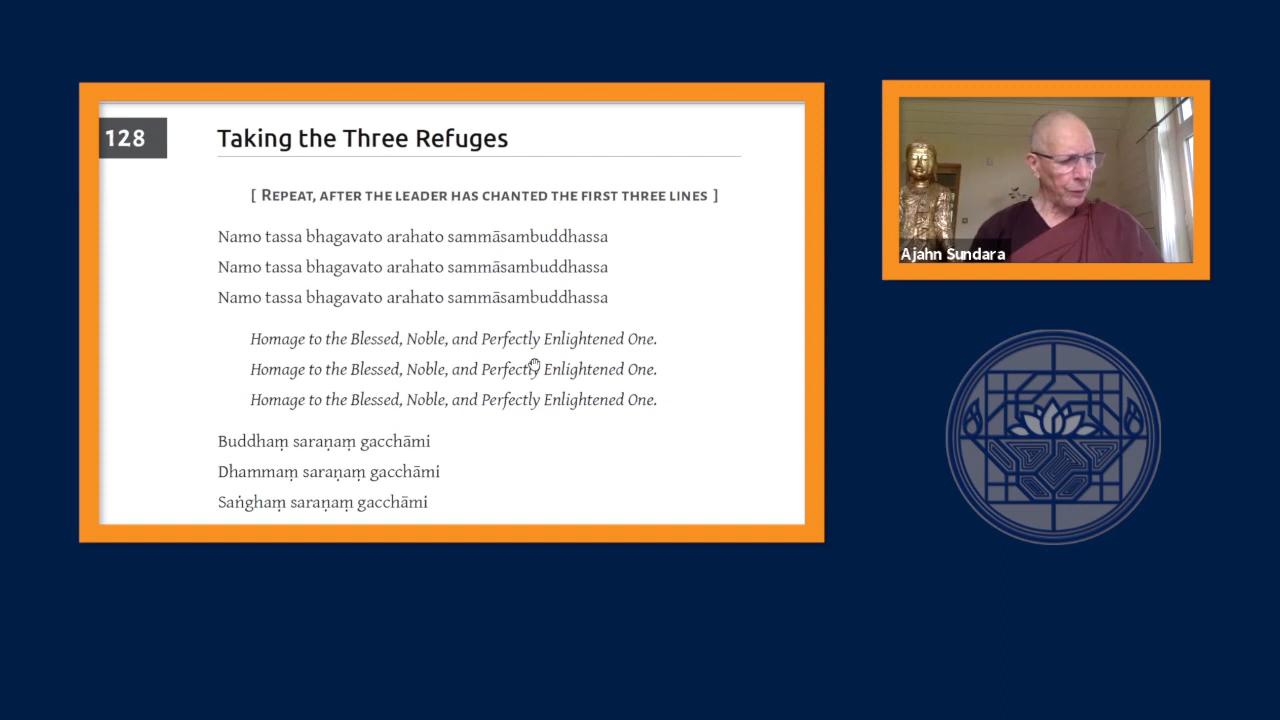 128
Taking the Three Refuges
[ Repeat, after the leader has chanted the first three lines ]
Namo tassa bhagavato arahato sammāsambuddhassa
Namo tassa bhagavato arahato sammāsambuddhassa
Namo tassa bhagavato arahato sammāsambuddhassa
Homage to the Blessed, Noble, and Perfectly Enlightened One.
Homage to the Blessed, Noble, and Perfectly Enlightened One.
Homage to the Blessed, Noble, and Perfectly Enlightened One.
Buddhaṃ saraṇaṃ gacchāmi
Dhammaṃ saraṇaṃ gacchāmi
Saṅghaṃ saraṇaṃ gacchāmi
Ajahn Sundara